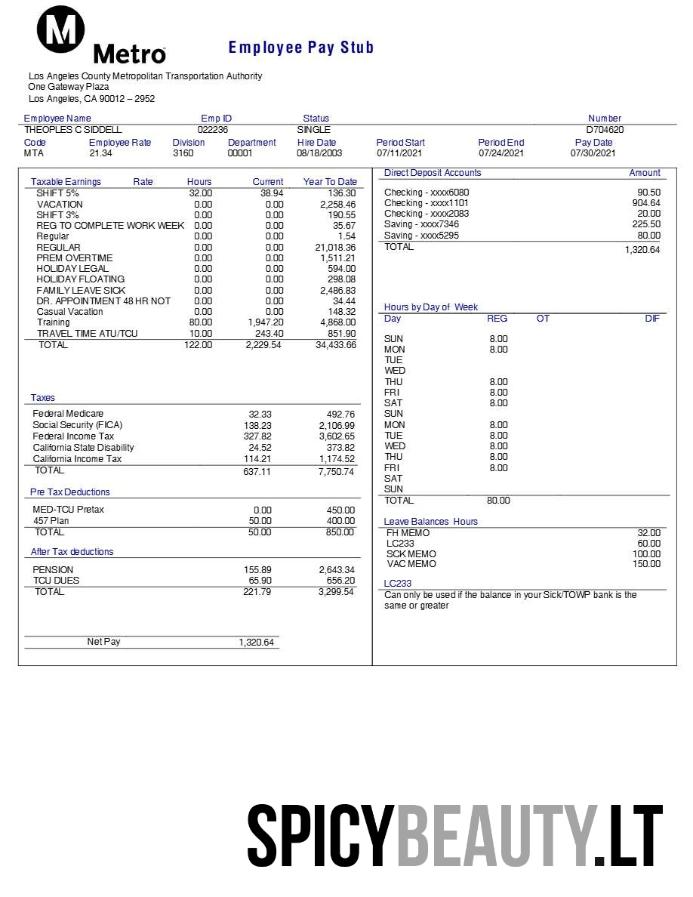 M
Metro
Employee Pay Stub
Los Angeles County Metropolitan Transportation Authority
One Gateway Plaza
Los Angeles, CA 90012 – 2952
Employee Name Emp ID Status Number
THEOPLES C SIDDELL 022236 SINGLE D704620
Code Employee Rate Division Department Hire Date Period Start Period End Pay Date
MTA 21.34 3160 00001 08/18/2003 07/11/2021 07/24/2021 07/30/2021
Taxable Earnings Rate Hours Current Year To Date
SHIFT 5% 32.00 38.94 136.30
VACATION 0.00 0.00 2,258.46
SHIFT 3% 0.00 0.00 190.55
REG TO COMPLETE WORK WEEK 0.00 0.00 35.67
Regular 0.00 0.00 1.54
REGULAR 0.00 0.00 21,018.36
PREM OVERTIME 0.00 0.00 1,511.21
HOLIDAY LEGAL 0.00 0.00 594.00
HOLIDAY FLOATING 0.00 0.00 298.08
FAMILY LEAVE SICK 0.00 0.00 2,486.83
DR. APPOINTMENT 48 HR NOT 0.00 0.00 34.44
Casual Vacation 0.00 0.00 148.32
Training 80.00 1,947.20 4,868.00
TRAVEL TIME ATU/TCU 10.00 243.40 851.90
TOTAL 122.00 2,229.54 34,433.66
Taxes
Federal Medicare 32.33 492.76
Social Security (FICA) 138.23 2,106.99
Federal Income Tax 327.82 3,602.65
California State Disability 24.52 373.82
California Income Tax 114.21 1,174.52
TOTAL 637.11 7,750.74
Pre Tax Deductions
MED-TCU Pretax 0.00 450.00
457 Plan 50.00 400.00
TOTAL 50.00 850.00
After Tax deductions
PENSION 155.89 2,643.34
TCU DUES 65.90 656.20
TOTAL 221.79 3,299.54
Net Pay 1,320.64
Direct Deposit Accounts Amount
Checking - xxxx6080 90.50
Checking - xxxx1101 904.64
Checking - xxxx2083 20.00
Saving - xxxx7346 225.50
Saving - xxxx5295 80.00
TOTAL 1,320.64
Hours by Day of Week
Day REG OT DIF
SUN 8.00
MON 8.00
TUE
WED
THU 8.00
FRI 8.00
SAT 8.00
SUN
MON 8.00
TUE 8.00
WED 8.00
THU 8.00
FRI 8.00
SAT
SUN
TOTAL 80.00
Leave Balances Hours
FH MEMO 32.00
LC233 60.00
SCK MEMO 100.00
VAC MEMO 150.00
LC233
Can only be used if the balance in your Sick/TOWP bank is the
same or greater
SPICYBEAUTY.LT